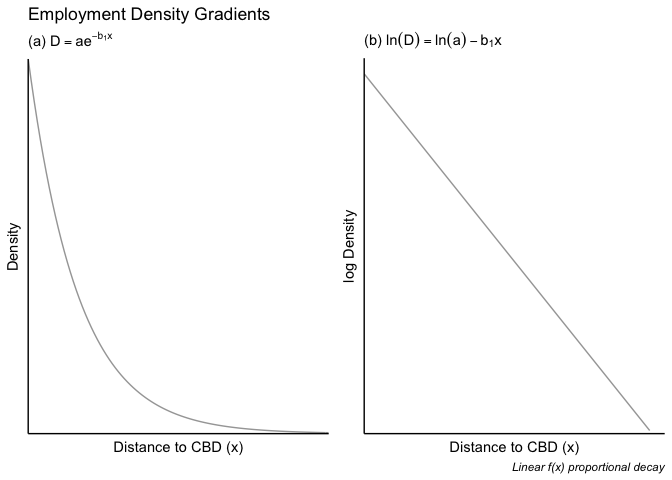 Employment Density Gradients
(a) D = ae^−b₁x
(b) ln(D) = ln(a) − b₁x
Density
log Density
Distance to CBD (x)
Distance to CBD (x)
Linear f(x) proportional decay